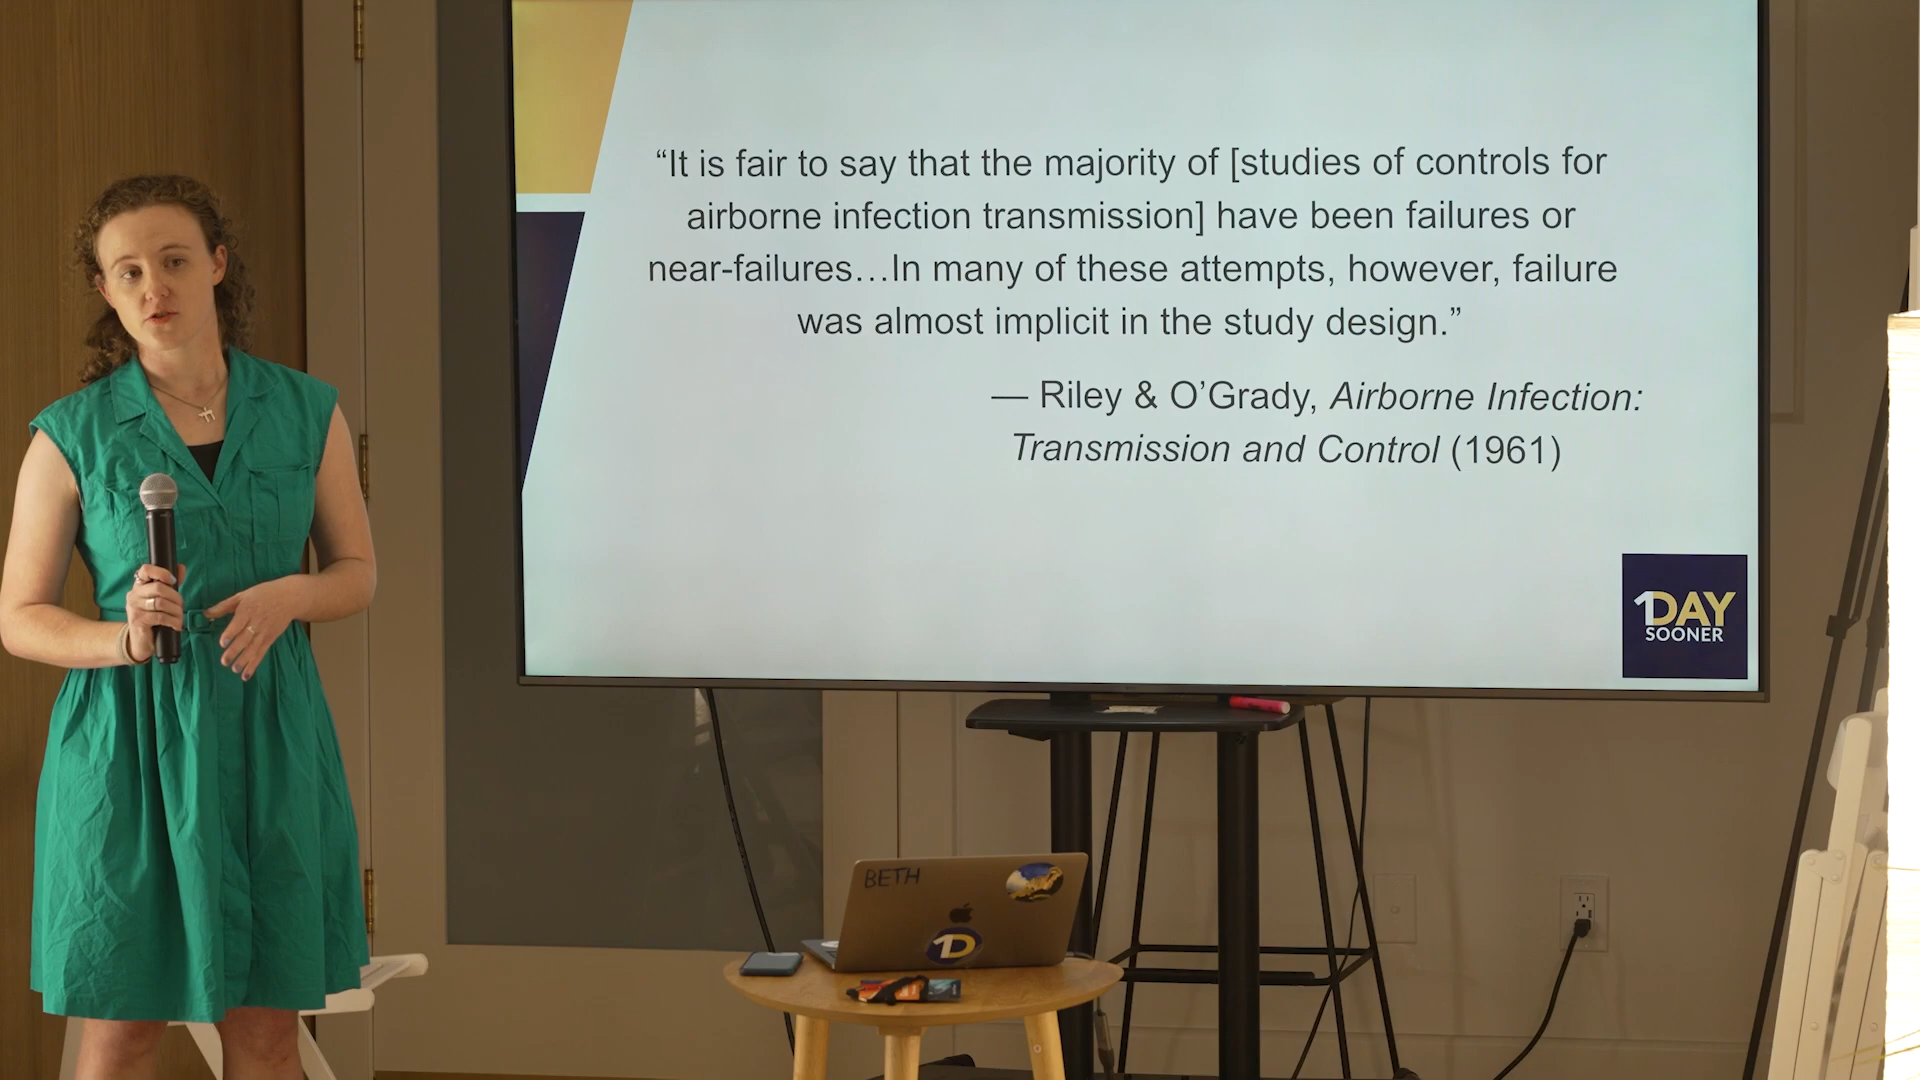 “It is fair to say that the majority of [studies of controls for
airborne infection transmission] have been failures or
near-failures…In many of these attempts, however, failure
was almost implicit in the study design.”
— Riley & O’Grady, Airborne Infection:
Transmission and Control (1961)
1DAY
SOONER
BETH
1D